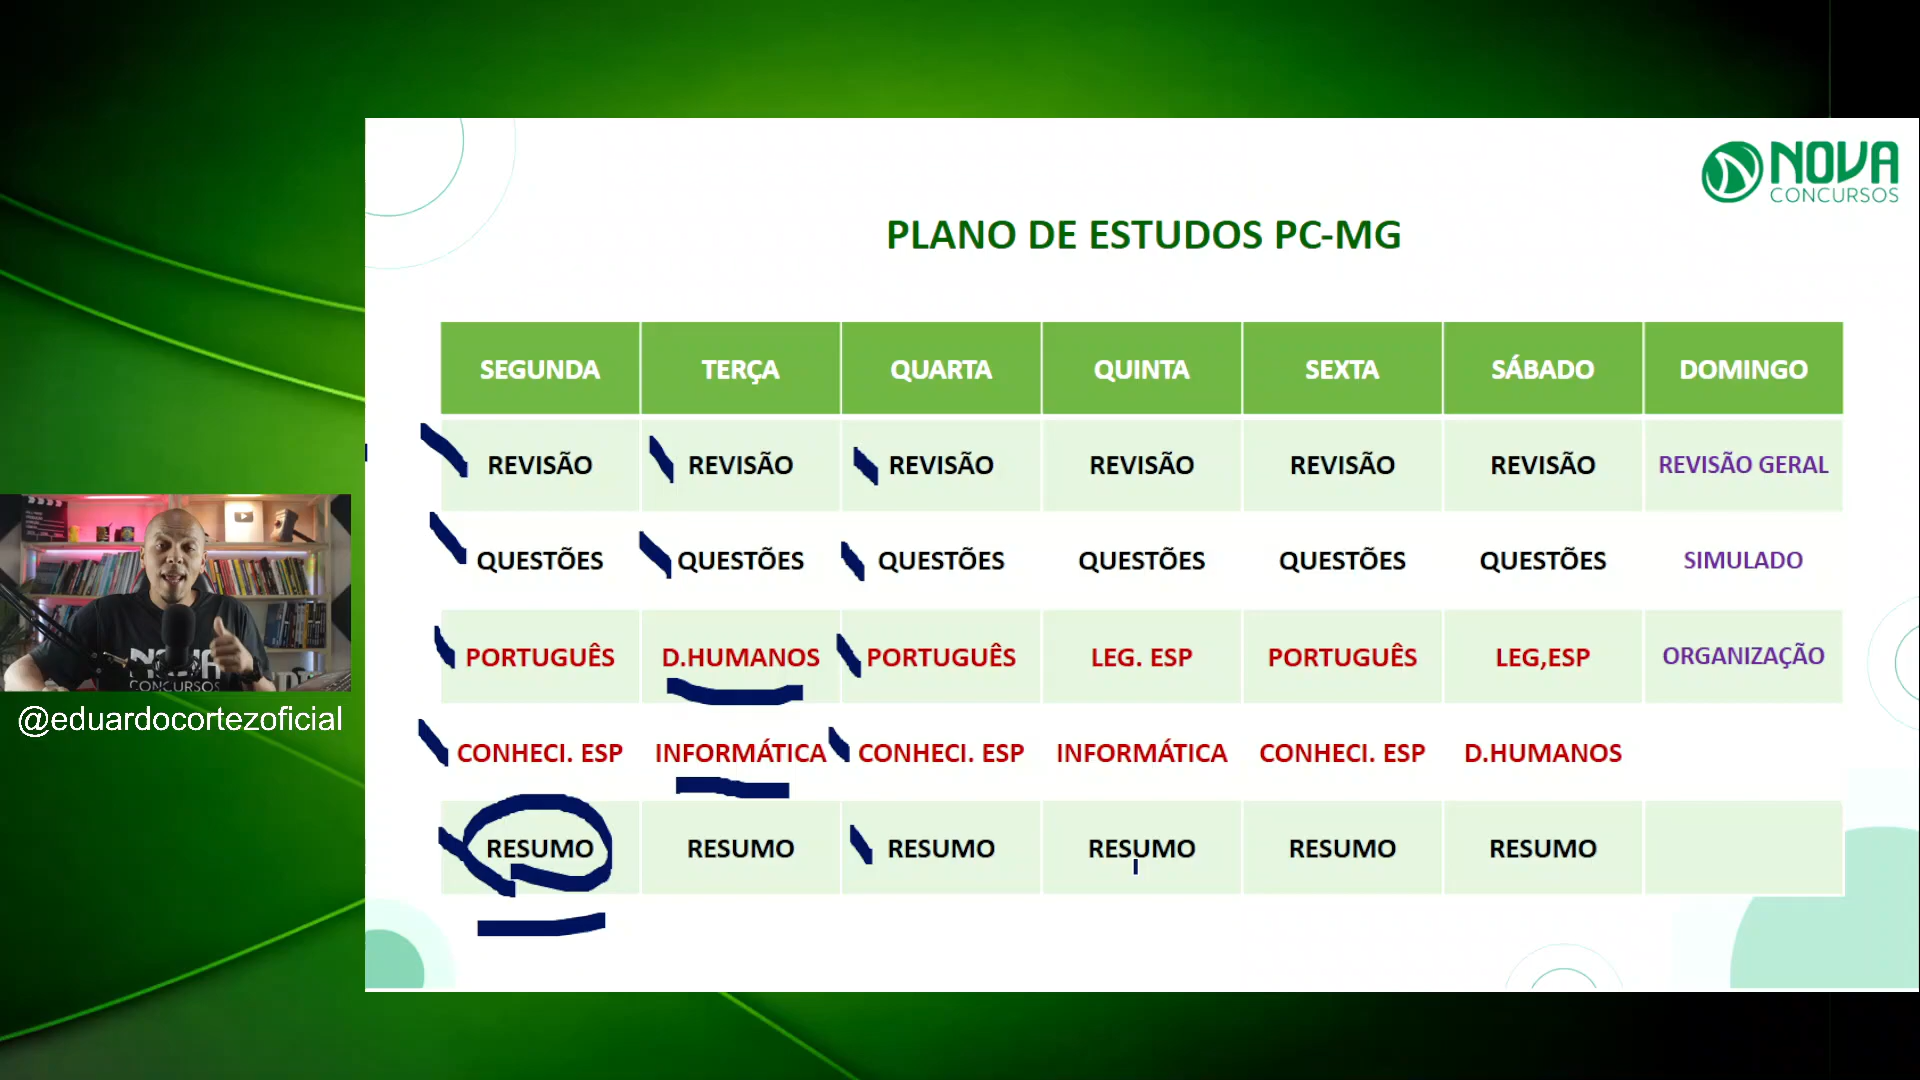 NOVA
CONCURSOS
PLANO DE ESTUDOS PC-MG
SEGUNDA TERÇA QUARTA QUINTA SEXTA SÁBADO DOMINGO
REVISÃO REVISÃO REVISÃO REVISÃO REVISÃO REVISÃO REVISÃO GERAL
QUESTÕES QUESTÕES QUESTÕES QUESTÕES QUESTÕES QUESTÕES SIMULADO
PORTUGUÊS D.HUMANOS PORTUGUÊS LEG. ESP PORTUGUÊS LEG,ESP ORGANIZAÇÃO
CONHECI. ESP INFORMÁTICA CONHECI. ESP INFORMÁTICA CONHECI. ESP D.HUMANOS
RESUMO RESUMO RESUMO RESUMO RESUMO RESUMO
NOVA
CONCURSOS
@eduardocortezoficial